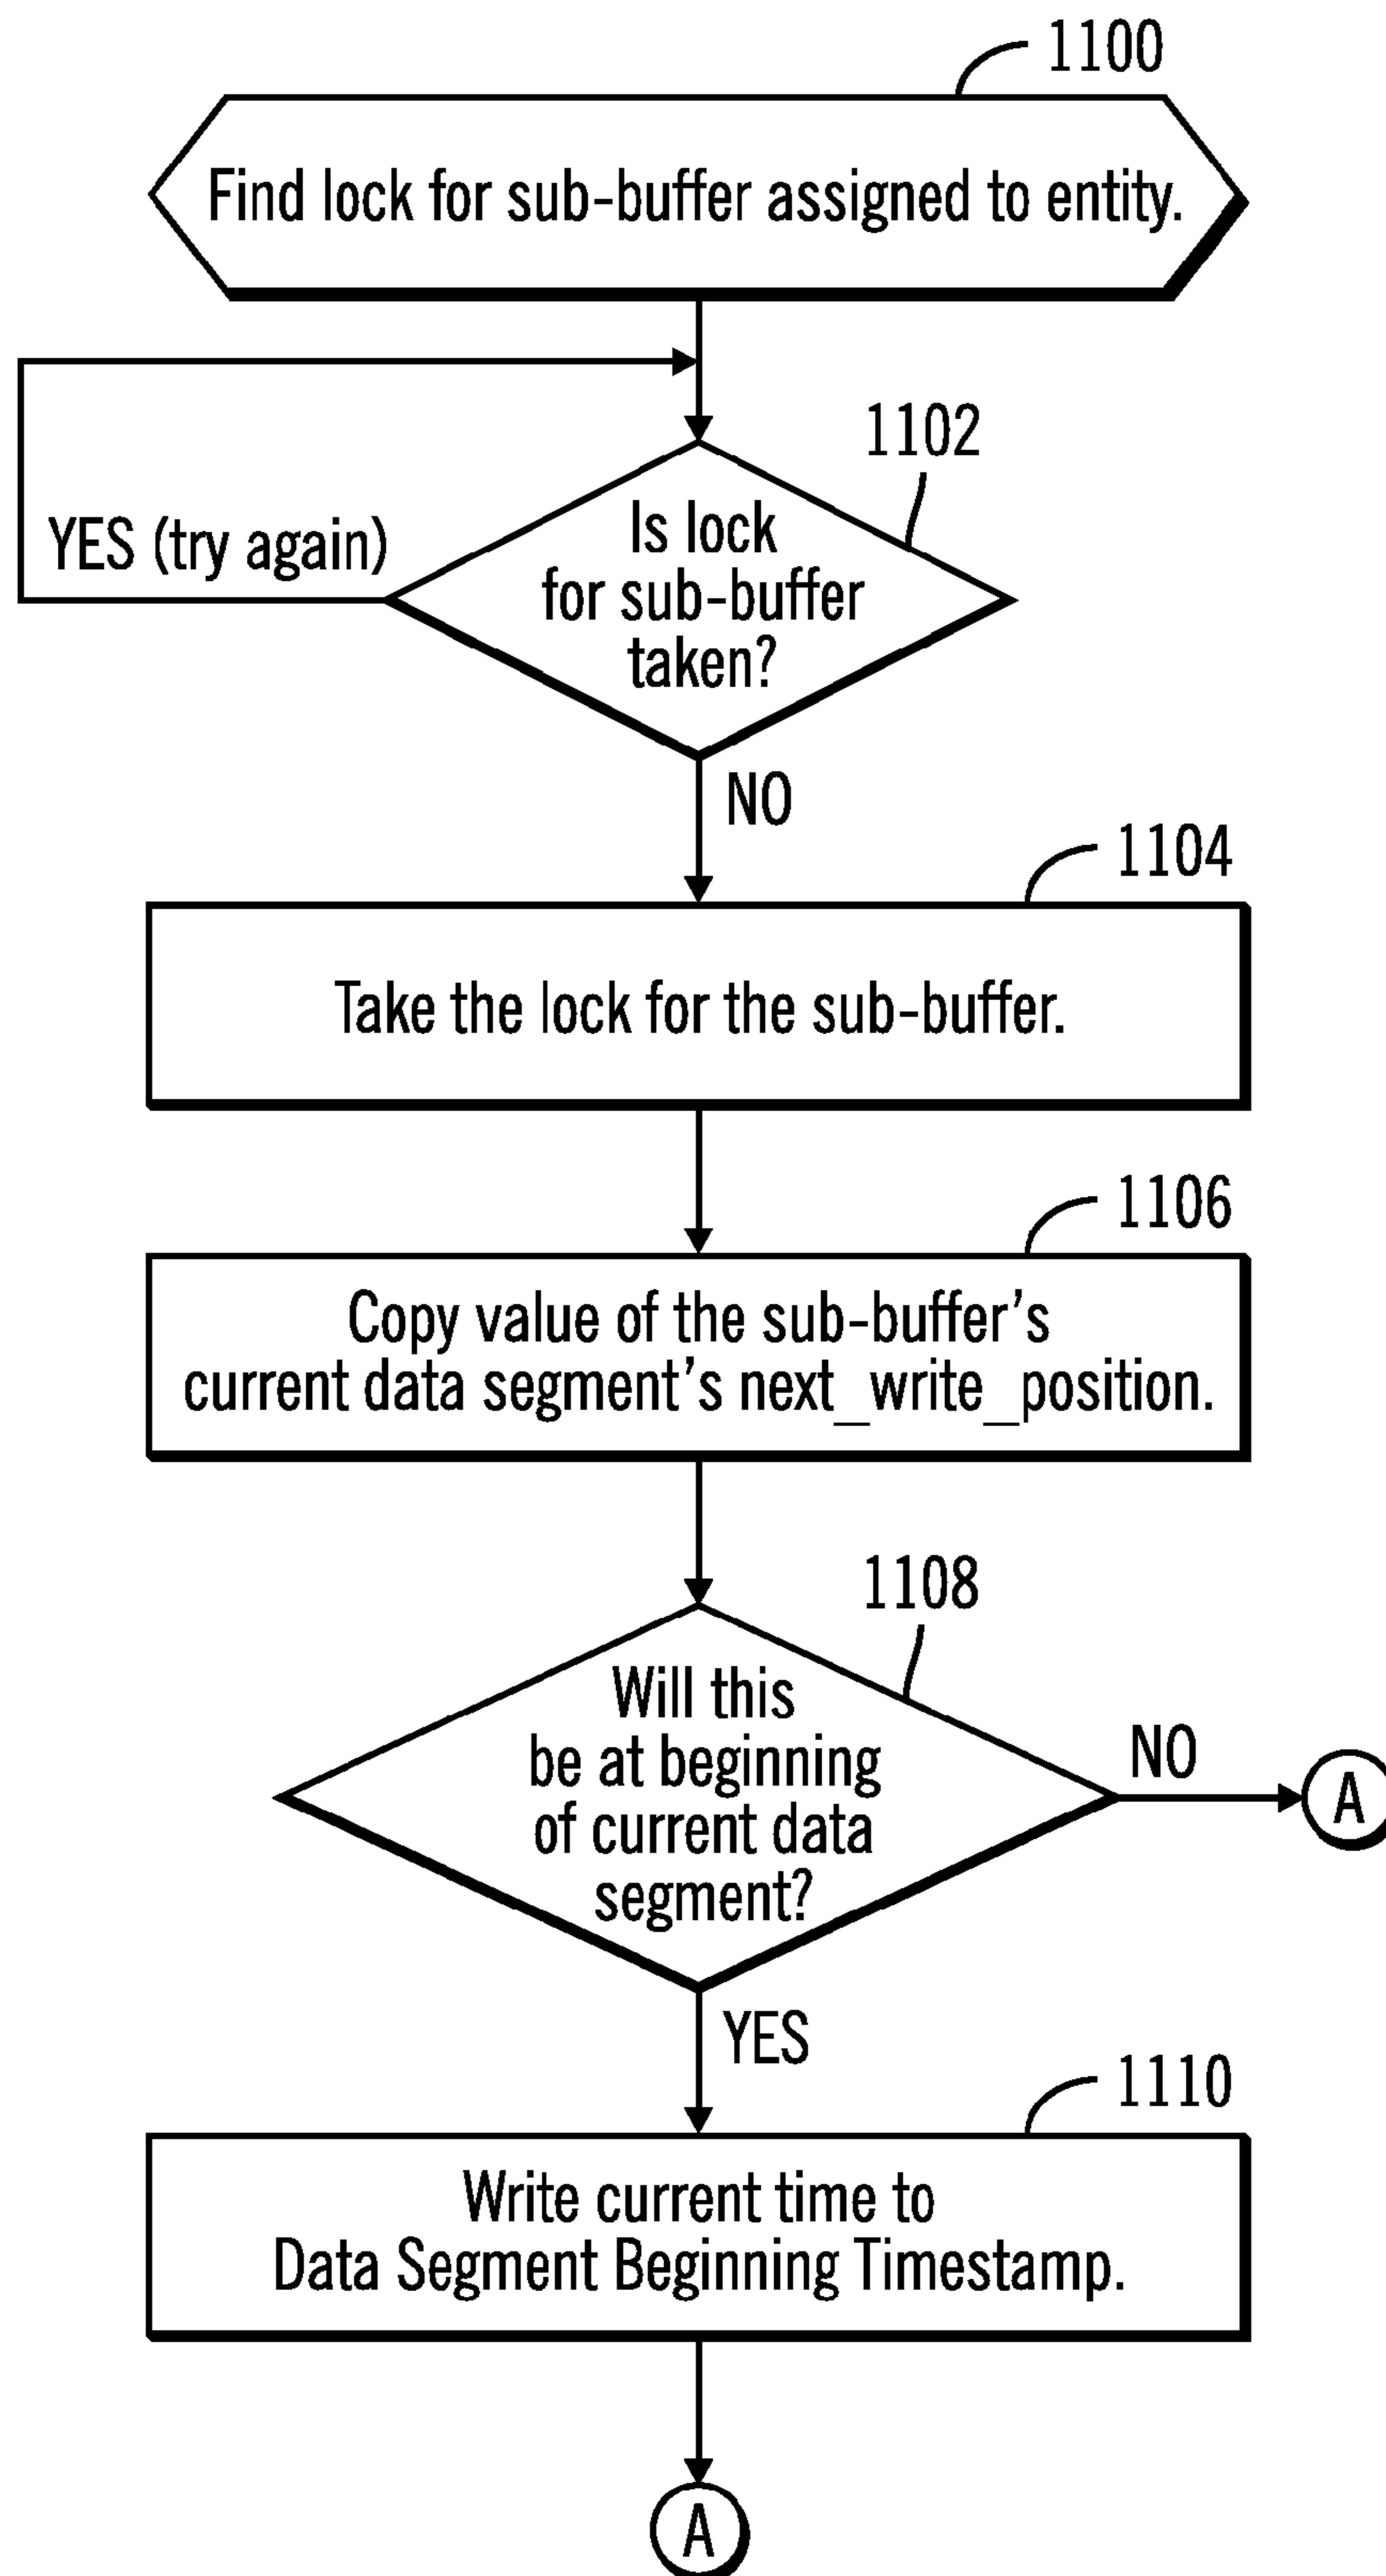 1100
Find lock for sub-buffer assigned to entity.
1102
Is lock
for sub-buffer
taken?
YES (try again)
NO
1104
Take the lock for the sub-buffer.
1106
Copy value of the sub-buffer's
current data segment's next_write_position.
1108
Will this
be at beginning
of current data
segment?
NO
A
YES
1110
Write current time to
Data Segment Beginning Timestamp.
A